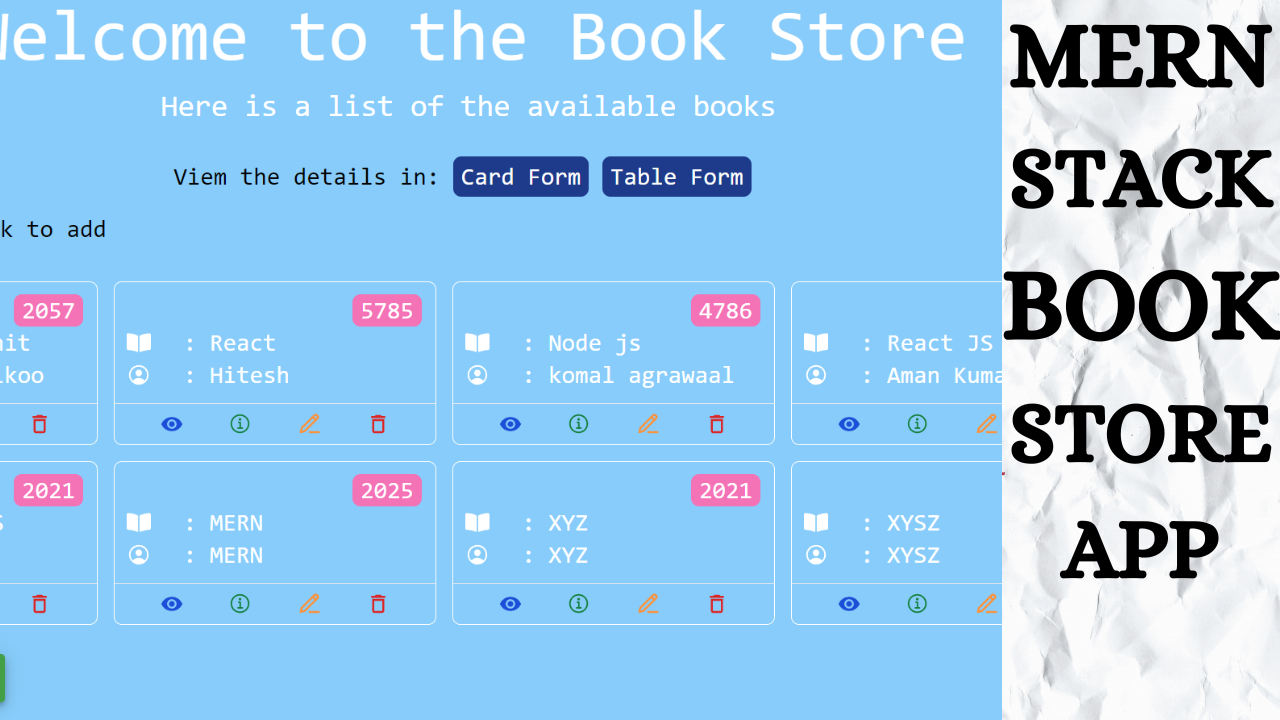 Welcome to the Book Store
Here is a list of the available books
Viem the details in: Card Form Table Form
k to add
2057
5785
: React
: Hitesh
4786
: Node js
: komal agrawaal
: React JS
: Aman Kuma
2021
2025
: MERN
: MERN
2021
: XYZ
: XYZ
: XYSZ
: XYSZ
MERN
STACK
BOOK
STORE
APP